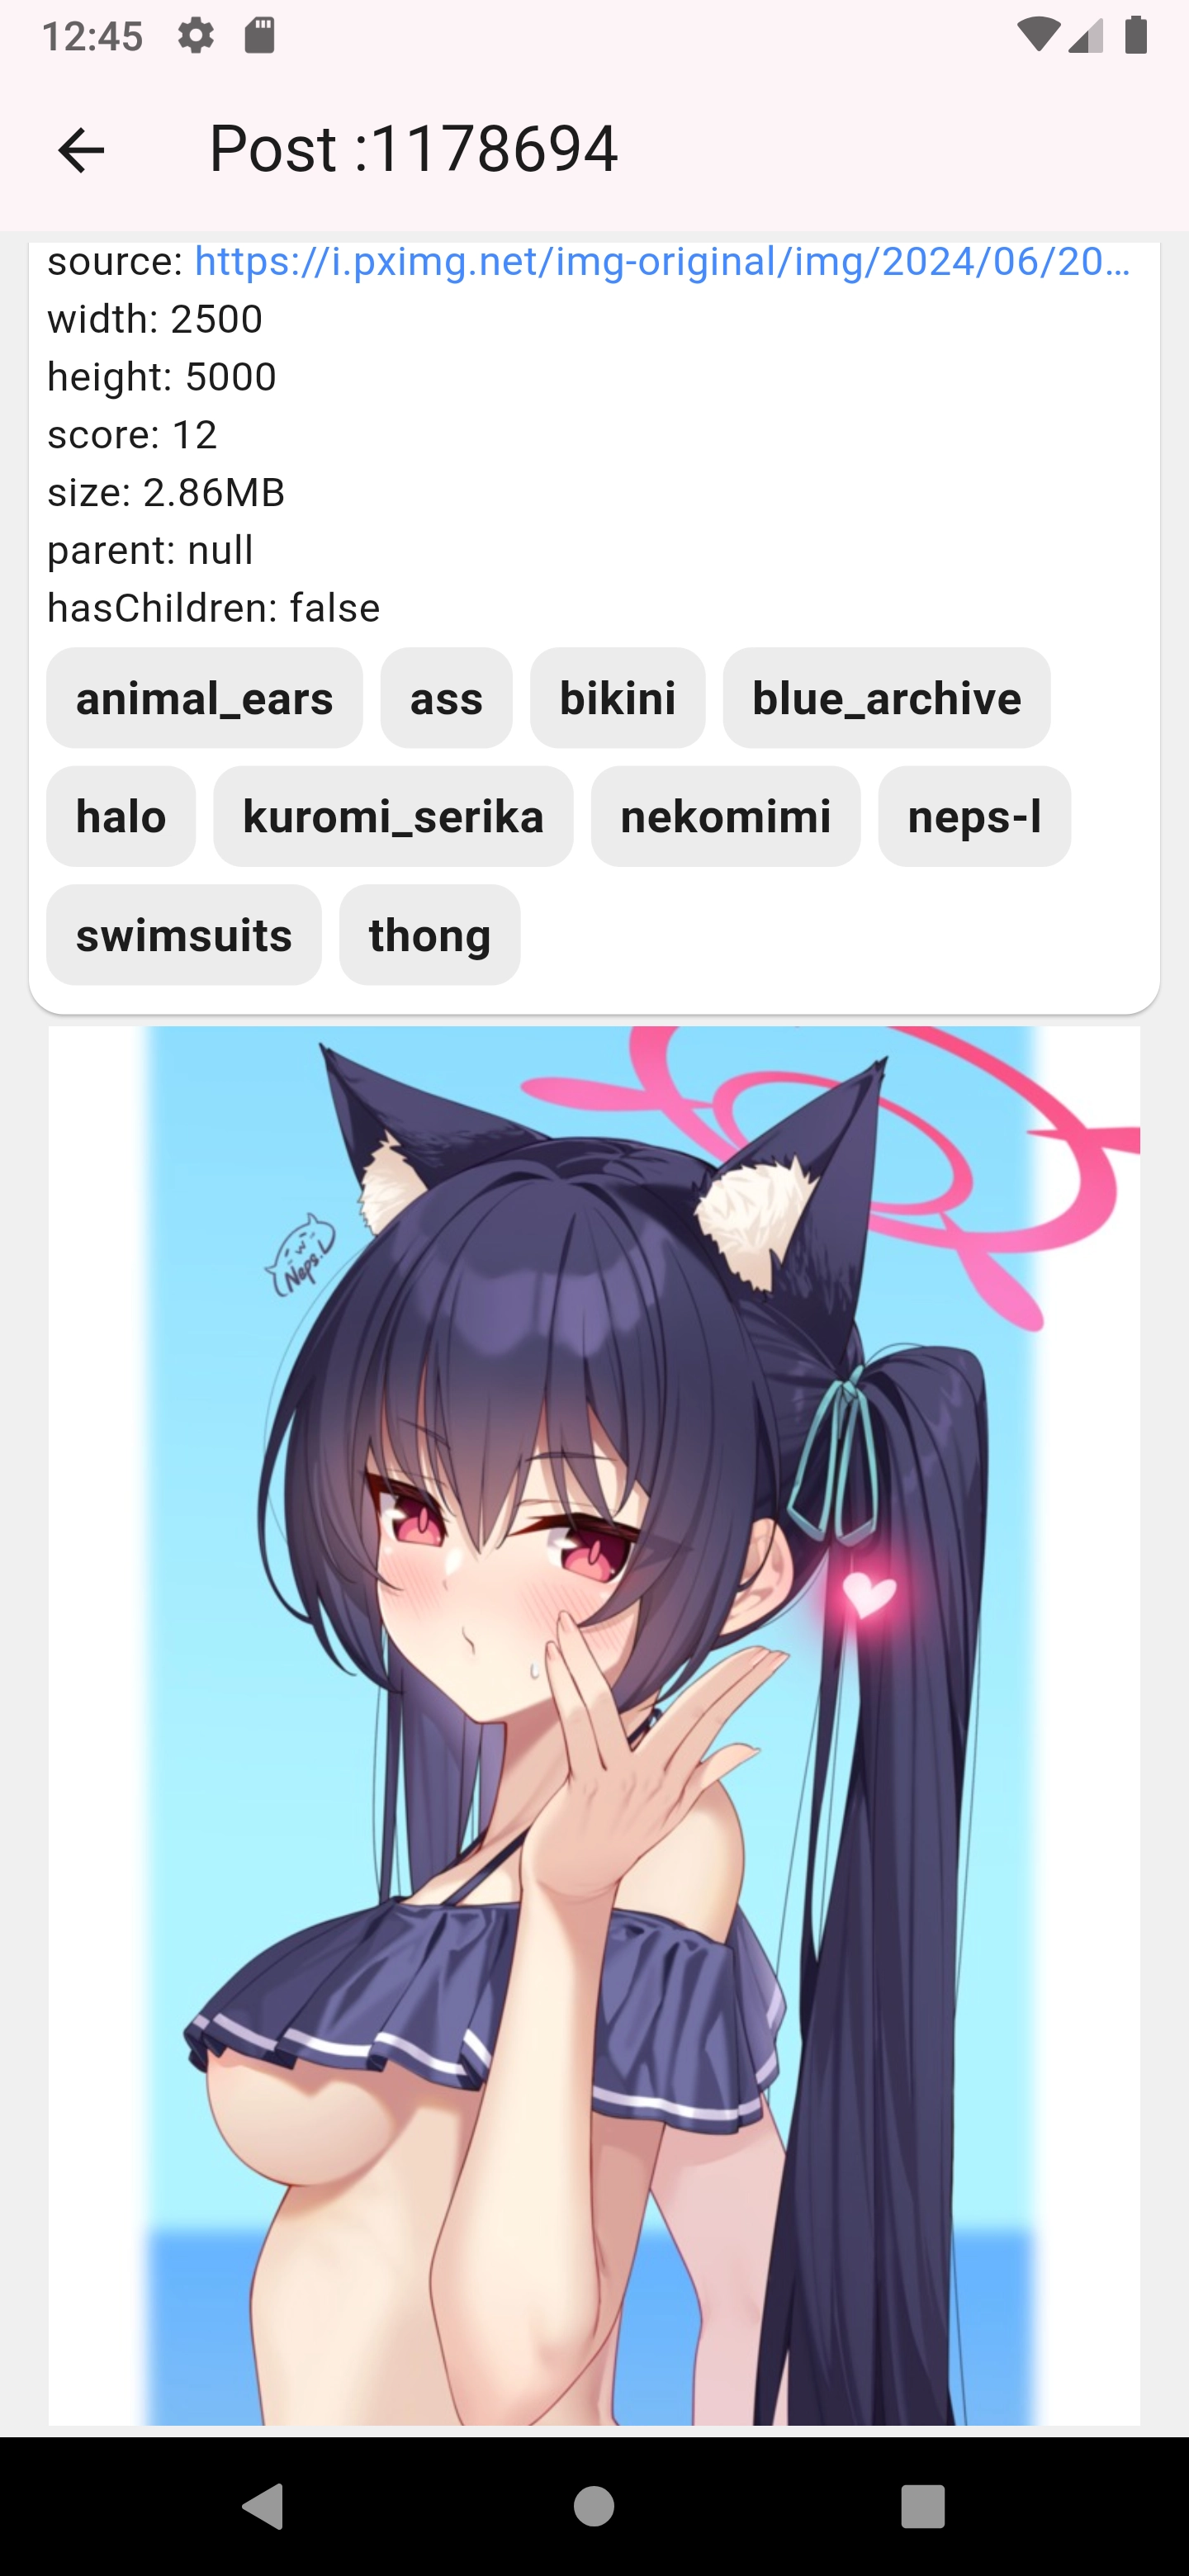 12:45
Post :1178694
source: https://i.pximg.net/img-original/img/2024/06/20…
width: 2500
height: 5000
score: 12
size: 2.86MB
parent: null
hasChildren: false
animal_ears ass bikini blue_archive
halo kuromi_serika nekomimi neps-l
swimsuits thong
Neps.L